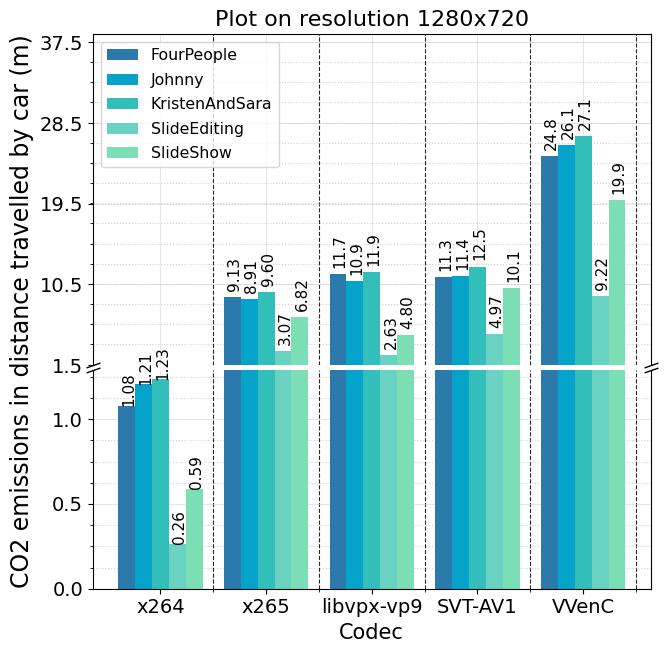 Plot on resolution 1280x720
CO2 emissions in distance travelled by car (m)
37.5
28.5
19.5
10.5
1.5
1.0
0.5
0.0
FourPeople
Johnny
KristenAndSara
SlideEditing
SlideShow
1.08
1.21
1.23
0.26
0.59
9.13
8.91
9.60
3.07
6.82
11.7
10.9
11.9
2.63
4.80
11.3
11.4
12.5
4.97
10.1
24.8
26.1
27.1
9.22
19.9
x264
x265
libvpx-vp9
SVT-AV1
VVenC
Codec